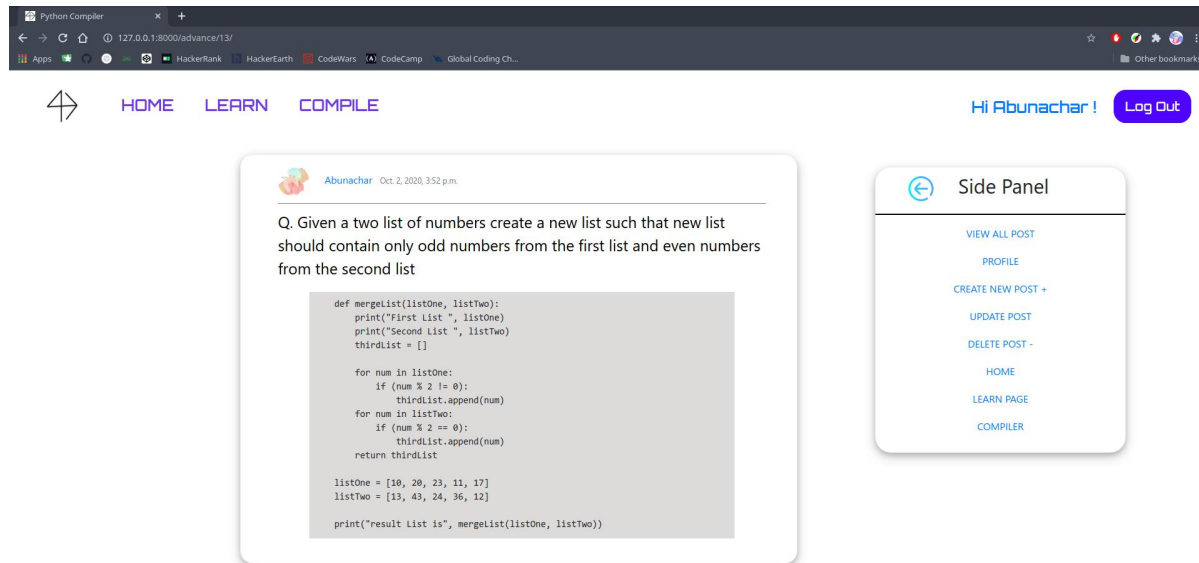 Python Compiler
127.0.0.1:8000/advance/13/
Apps HackerRank HackerEarth CodeWars CodeCamp Global Coding Ch...
Other bookmarks
HOME LEARN COMPILE
Hi Abunachar !
Log Out
Abunachar Oct. 2, 2020, 3:52 p.m.
Q. Given a two list of numbers create a new list such that new list
should contain only odd numbers from the first list and even numbers
from the second list
def mergeList(listOne, listTwo):
    print("First List ", listOne)
    print("Second List ", listTwo)
    thirdList = []
    for num in listOne:
        if (num % 2 != 0):
            thirdList.append(num)
    for num in listTwo:
        if (num % 2 == 0):
            thirdList.append(num)
    return thirdList
listOne = [10, 20, 23, 11, 17]
listTwo = [13, 43, 24, 36, 12]
print("result List is", mergeList(listOne, listTwo))
Side Panel
VIEW ALL POST
PROFILE
CREATE NEW POST +
UPDATE POST
DELETE POST -
HOME
LEARN PAGE
COMPILER